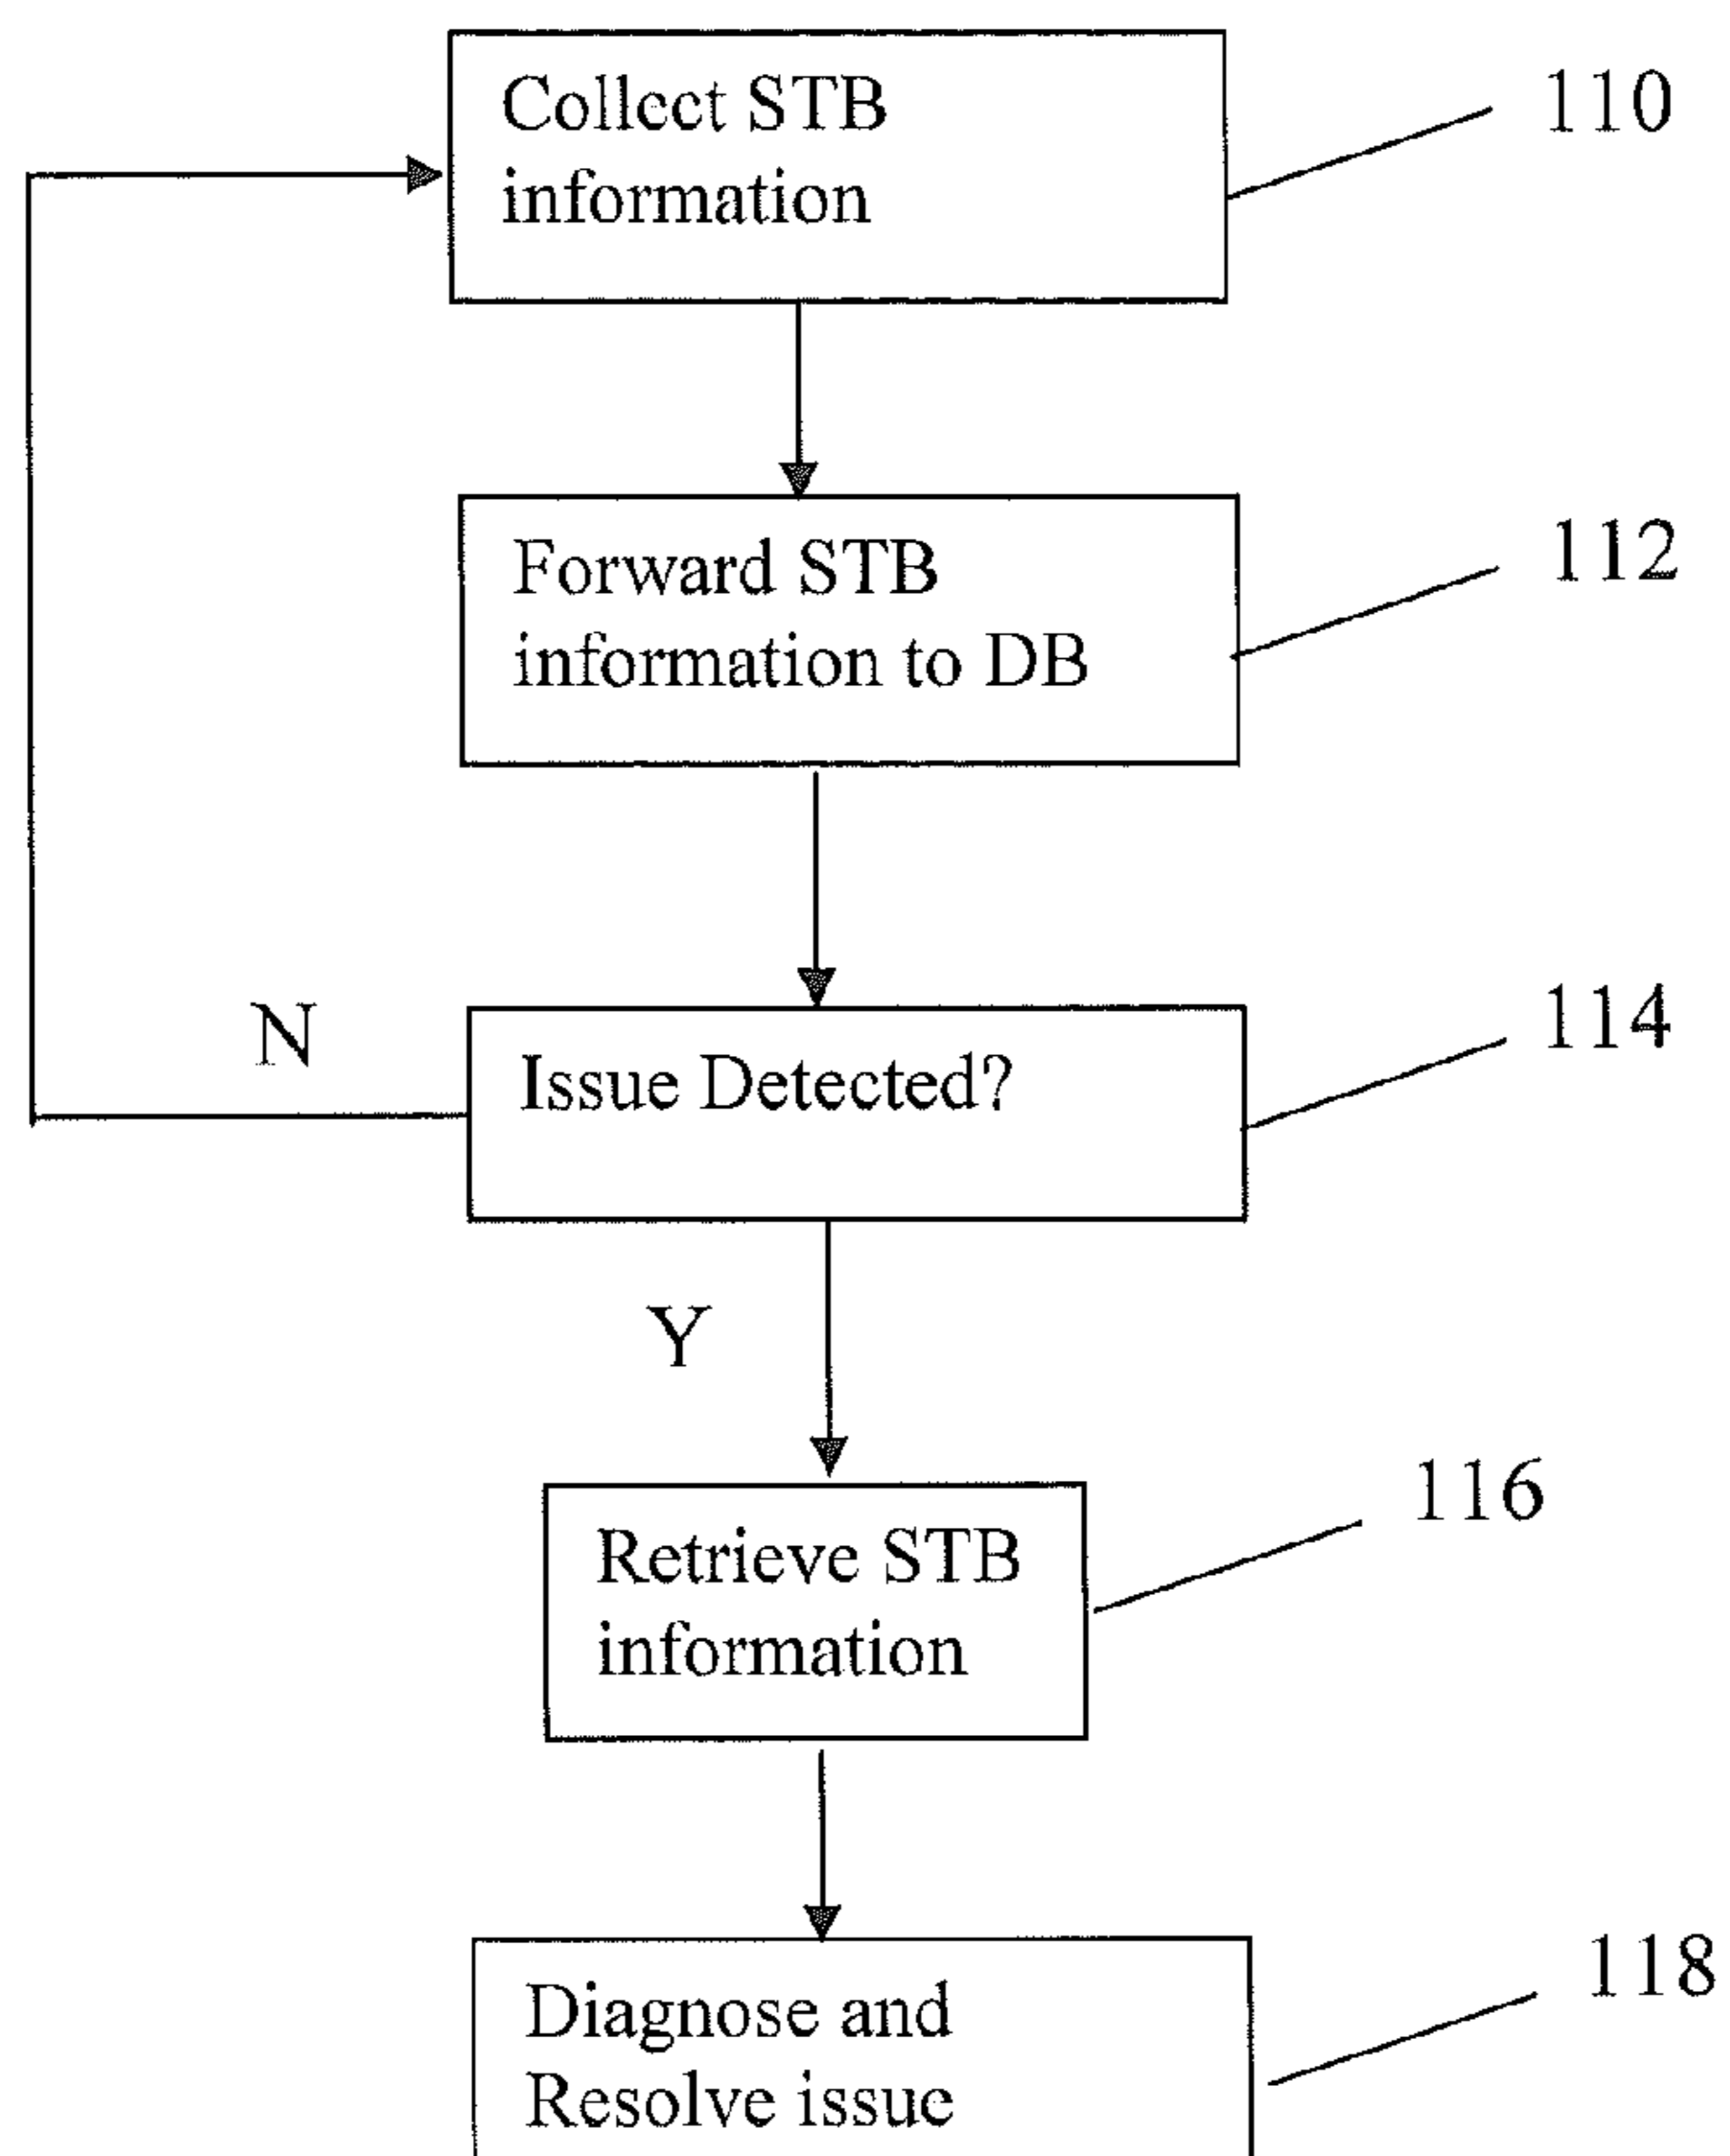 Collect STB
information
110
Forward STB
information to DB
112
N
Issue Detected?
114
Y
Retrieve STB
information
116
Diagnose and
Resolve issue
118